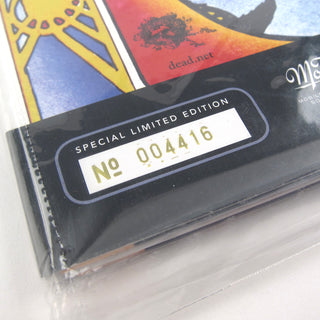 dead.net
SPECIAL LIMITED EDITION
No 004416